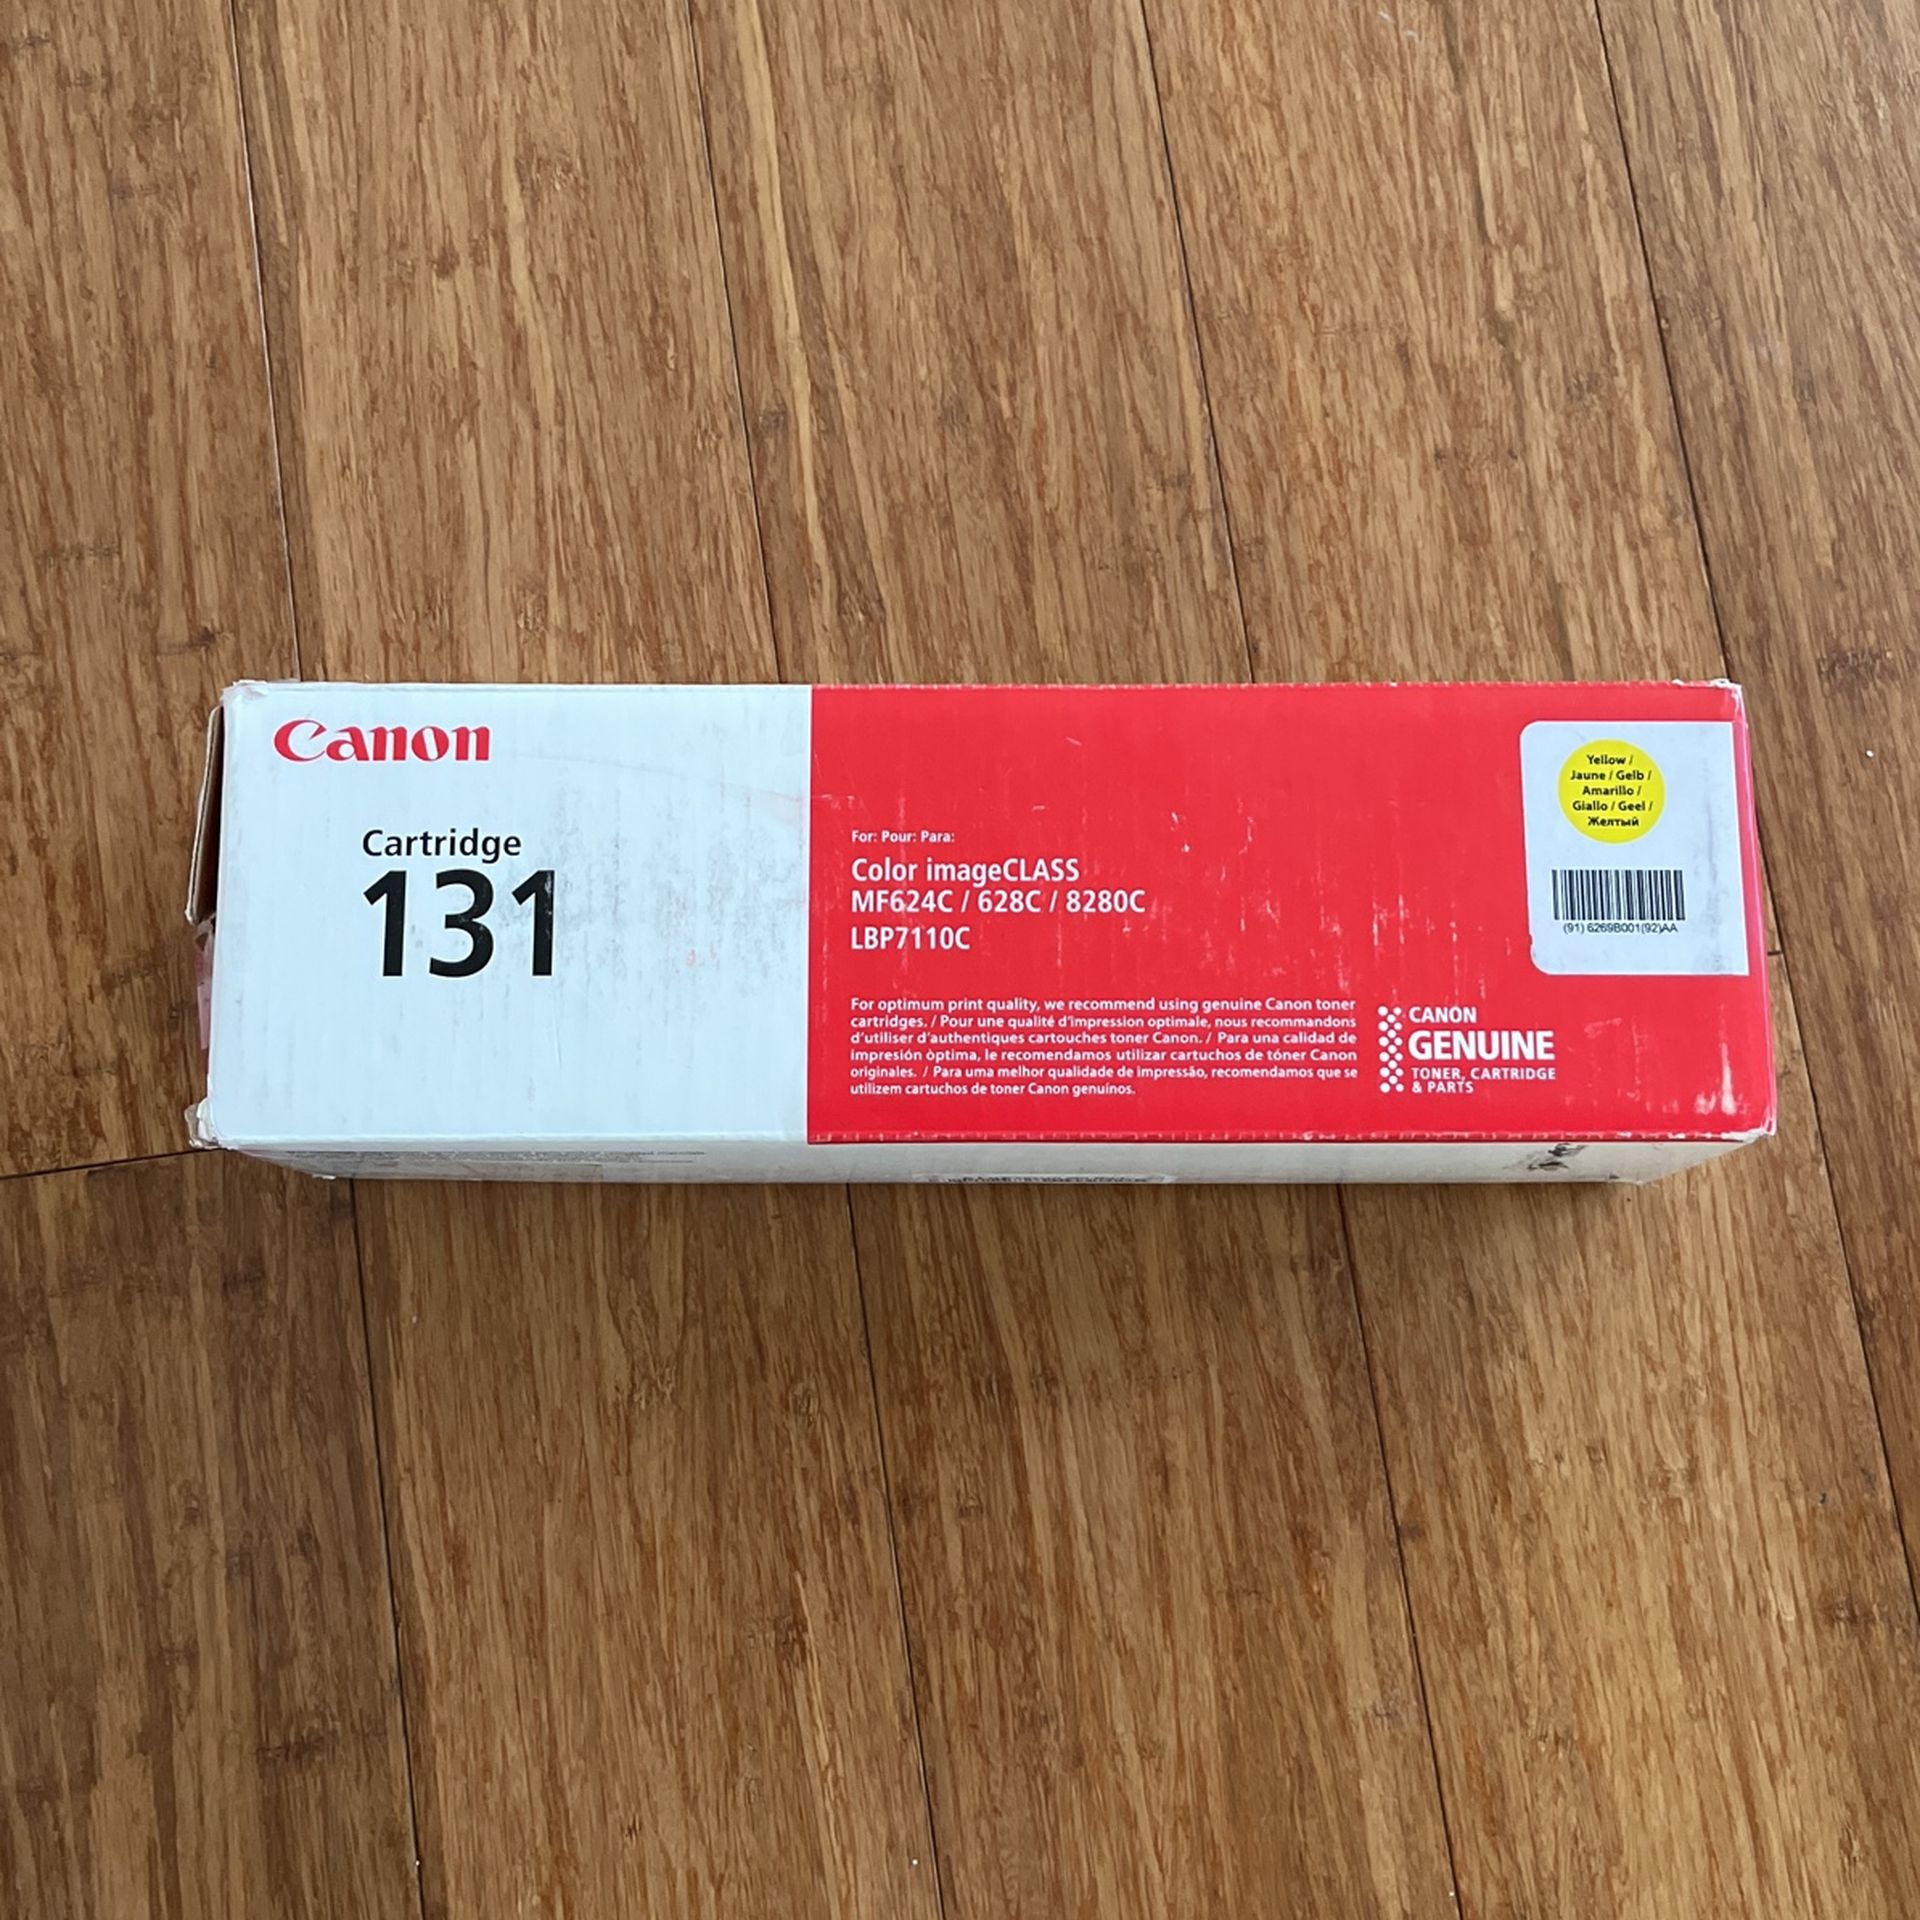 Canon
Cartridge
131
For: Pour: Para:
Color imageCLASS
MF624C / 628C / 8280C
LBP7110C
For optimum print quality, we recommend using genuine Canon toner
cartridges. / Pour une qualité d'impression optimale, nous recommandons
d'utiliser d'authentiques cartouches toner Canon. / Para una calidad de
impresión òptima, le recomendamos utilizar cartuchos de tóner Canon
originales. / Para uma melhor qualidade de impressão, recomendamos que se
utilizem cartuchos de toner Canon genuínos.
CANON
GENUINE
TONER, CARTRIDGE
& PARTS
Yellow /
Jaune / Gelb /
Amarillo /
Giallo / Geel /
Желтый
(91) 6269B001(92)AA